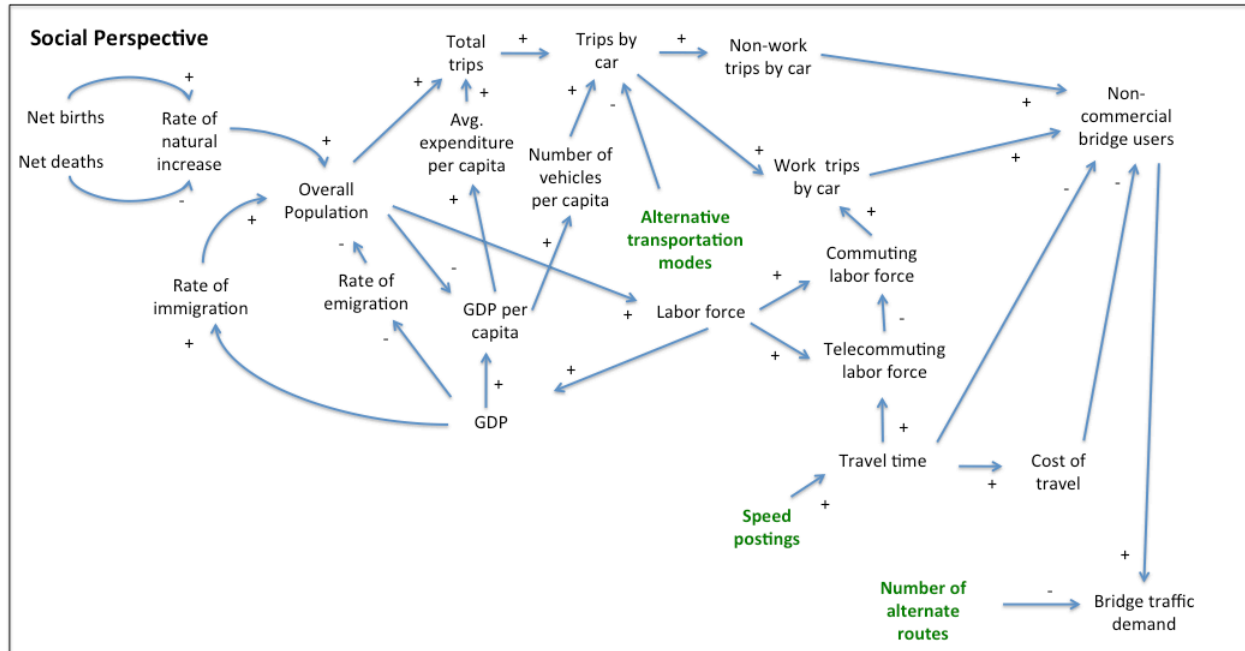 Social Perspective
Net births
Net deaths
Rate of
natural
increase
Overall
Population
Rate of
immigration
Rate of
emigration
GDP
GDP per
capita
Total
trips
Avg.
expenditure
per capita
Trips by
car
Number of
vehicles
per capita
Alternative
transportation
modes
Non-work
trips by car
Work trips
by car
Labor force
Commuting
labor force
Telecommuting
labor force
Travel time
Speed
postings
Cost of
travel
Non-
commercial
bridge users
Number of
alternate
routes
Bridge traffic
demand
+
-
+
+
+
-
-
+
-
+
+
+
+
+
+
+
-
+
+
+
+
+
+
+
+
-
+
+
+
-
-
+
-